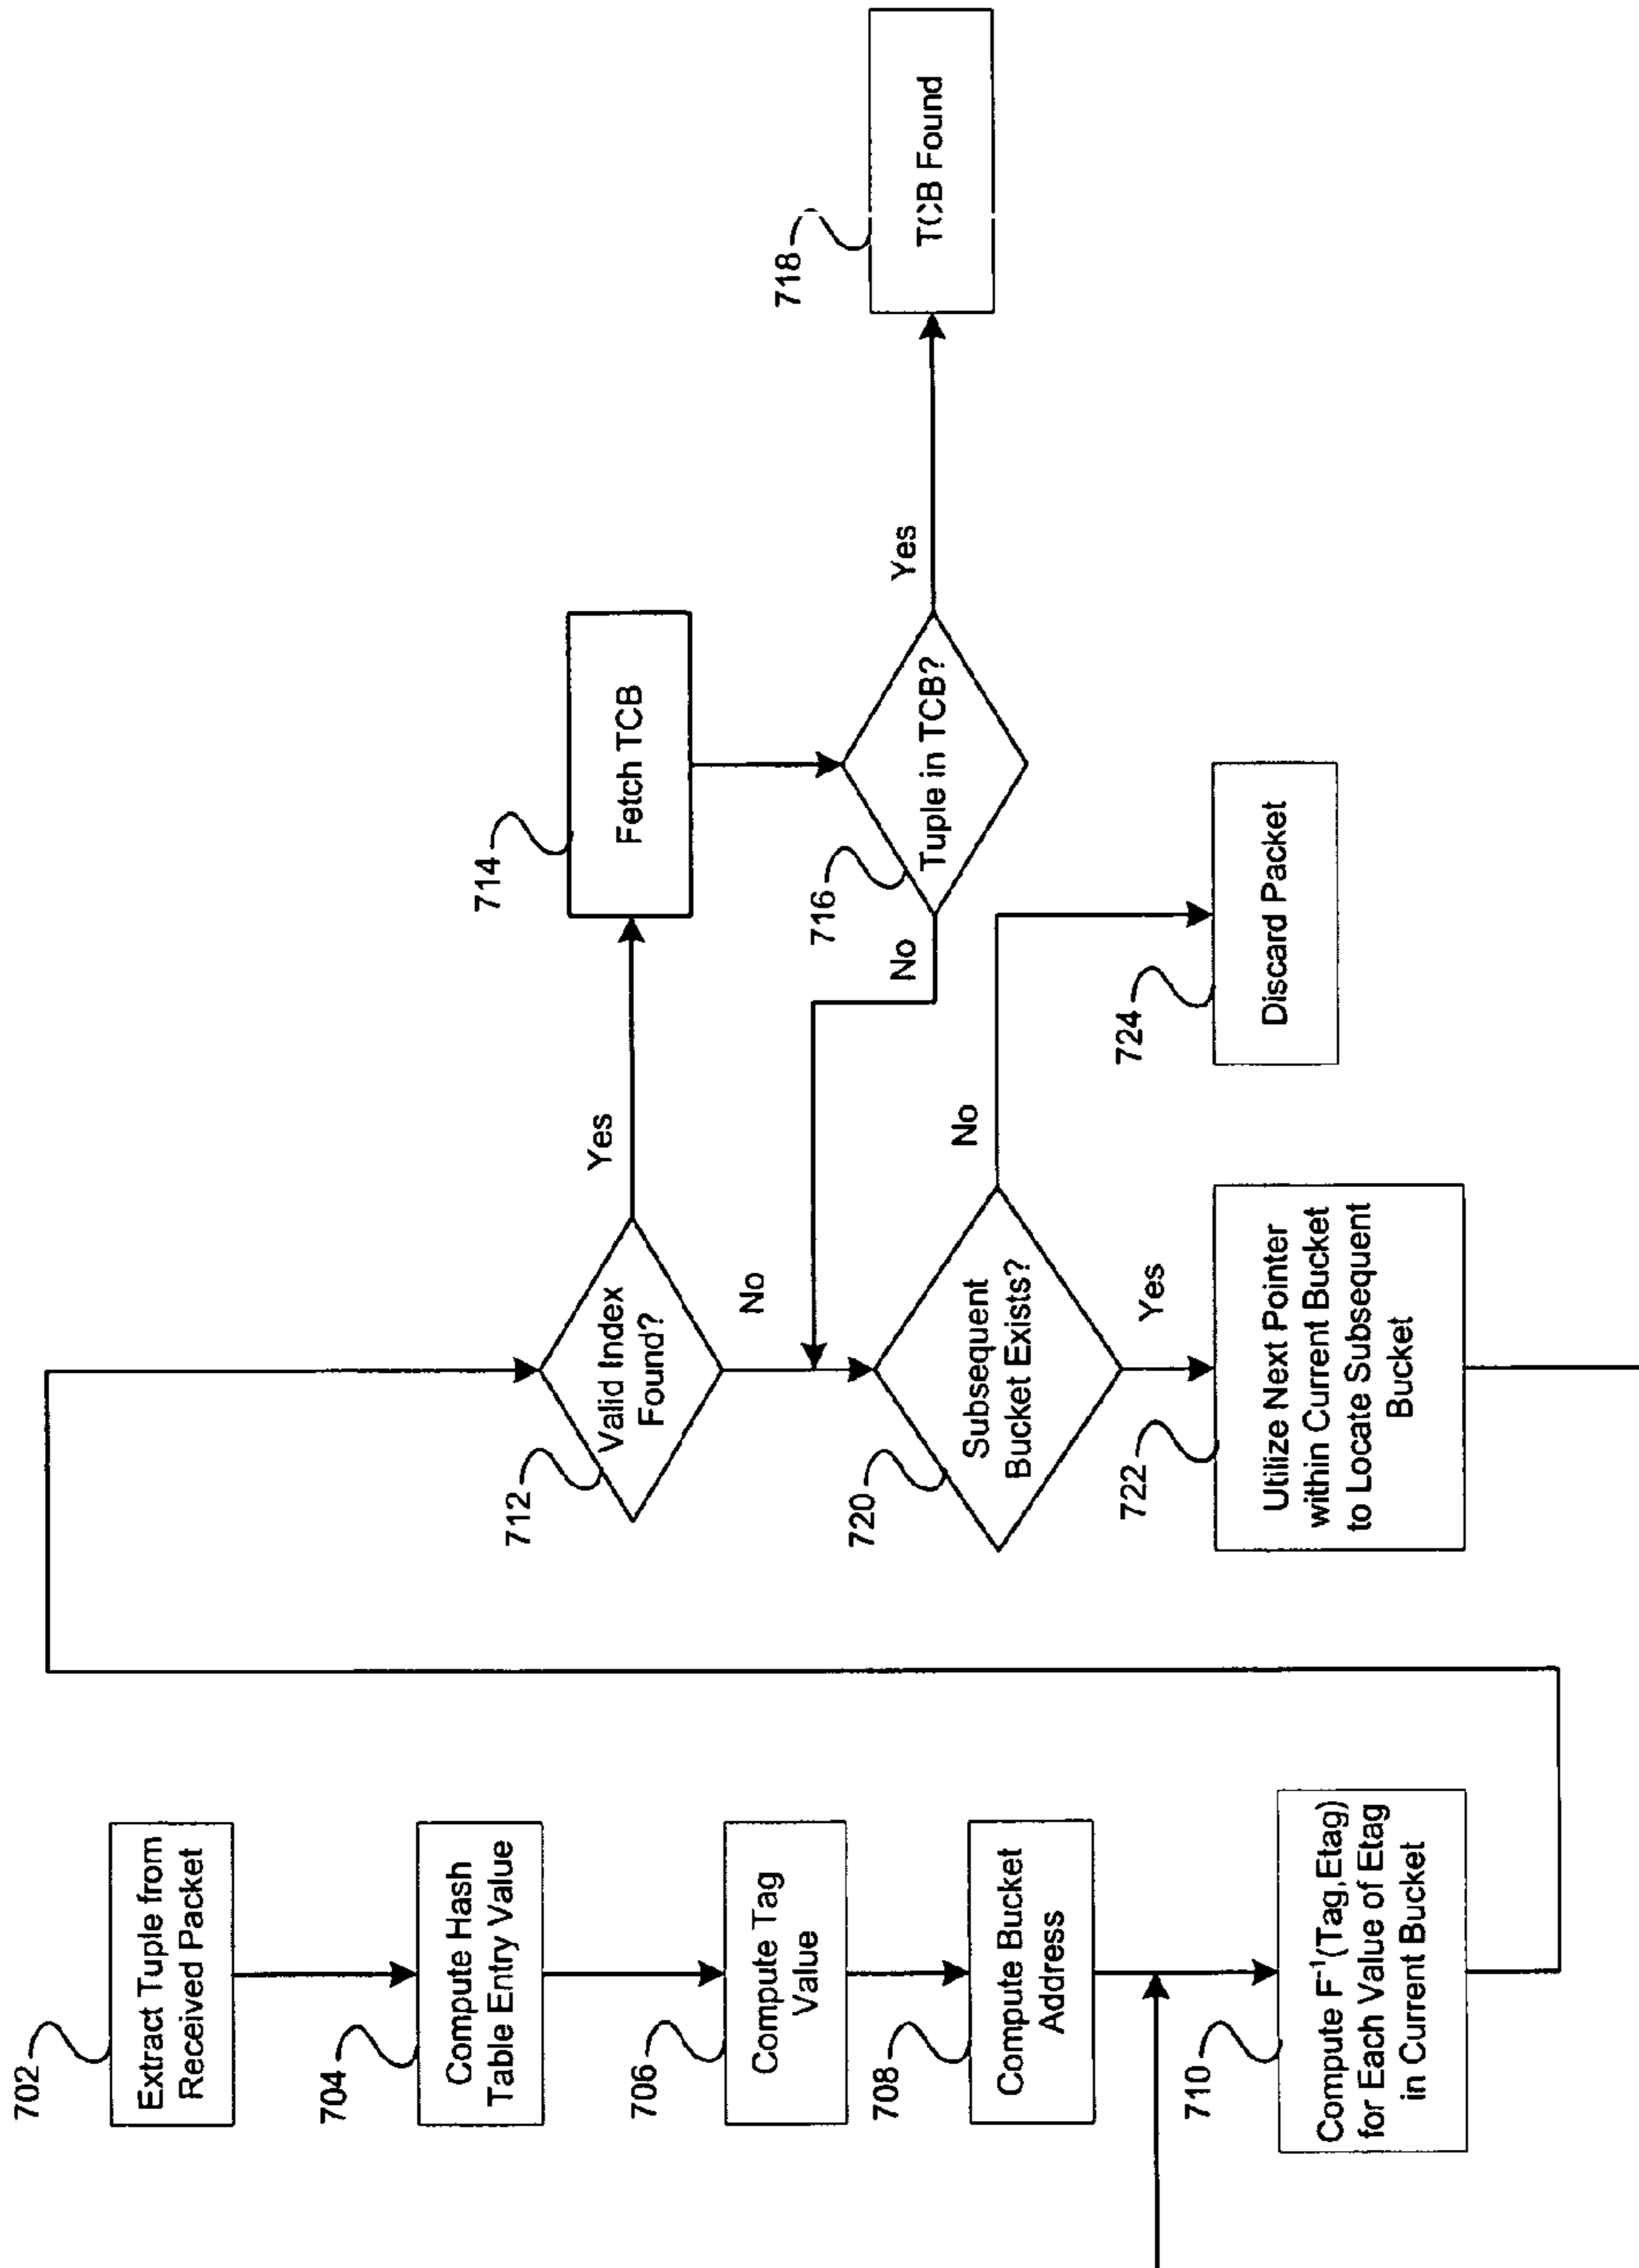 702
Extract Tuple from
Received Packet
704
Compute Hash
Table Entry Value
706
Compute Tag
Value
708
Compute Bucket
Address
710
Compute F⁻¹(Tag,Etag)
for Each Value of Etag
in Current Bucket
712
Valid Index
Found?
Yes
No
714
Fetch TCB
716
Tuple in TCB?
Yes
No
718
TCB Found
720
Subsequent
Bucket Exists?
No
Yes
722
Utilize Next Pointer
within Current Bucket
to Locate Subsequent
Bucket
724
Discard Packet